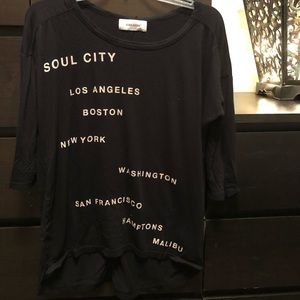 SOUL CITY
LOS ANGELES
BOSTON
NEW YORK
WASHINGTON
SAN FRANCISCO
HAMPTONS
MALIBU